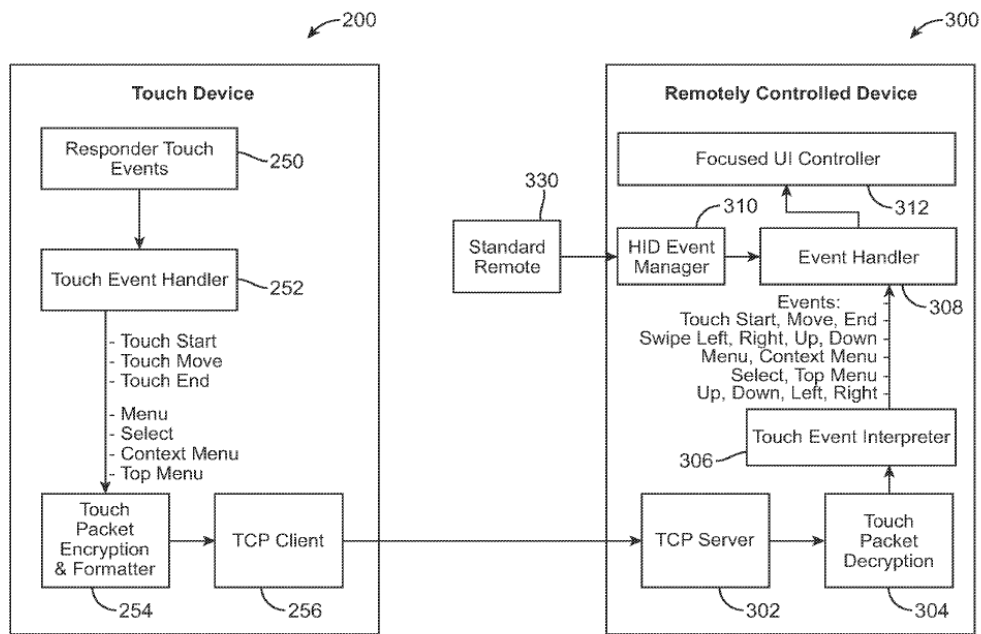 200
300
Touch Device
Remotely Controlled Device
Responder Touch
Events
250
Focused UI Controller
312
330
310
Standard
Remote
HID Event
Manager
Event Handler
308
Touch Event Handler
252
Events: -
Touch Start, Move, End -
Swipe Left, Right, Up, Down -
Menu, Context Menu -
Select, Top Menu -
Up, Down, Left, Right -
- Touch Start
- Touch Move
- Touch End
- Menu
- Select
- Context Menu
- Top Menu
Touch Event Interpreter
306
Touch
Packet
Encryption
& Formatter
254
TCP Client
256
TCP Server
302
Touch
Packet
Decryption
304